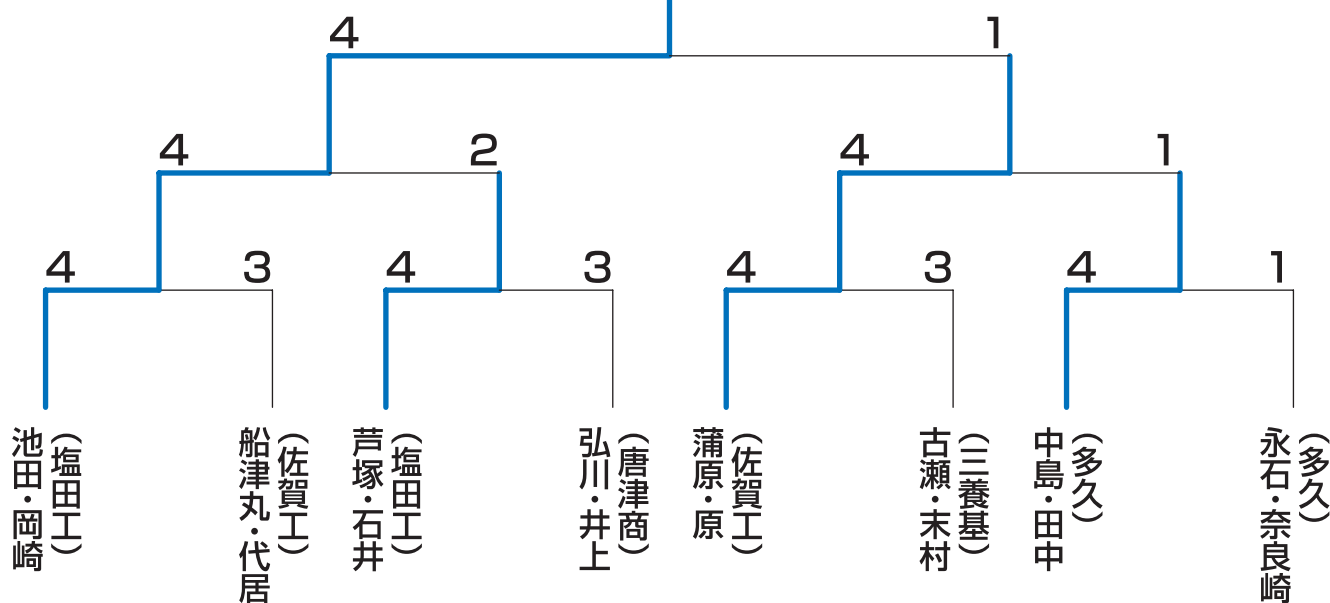 4 1
4 2 4 1
4 3 4 3 4 3 4 1
池田・岡崎
(塩田工)
船津丸・代居
(佐賀工)
芦塚・石井
(塩田工)
弘川・井上
(唐津商)
蒲原・原
(佐賀工)
古瀬・末村
(三養基)
中島・田中
(多久)
永石・奈良崎
(多久)